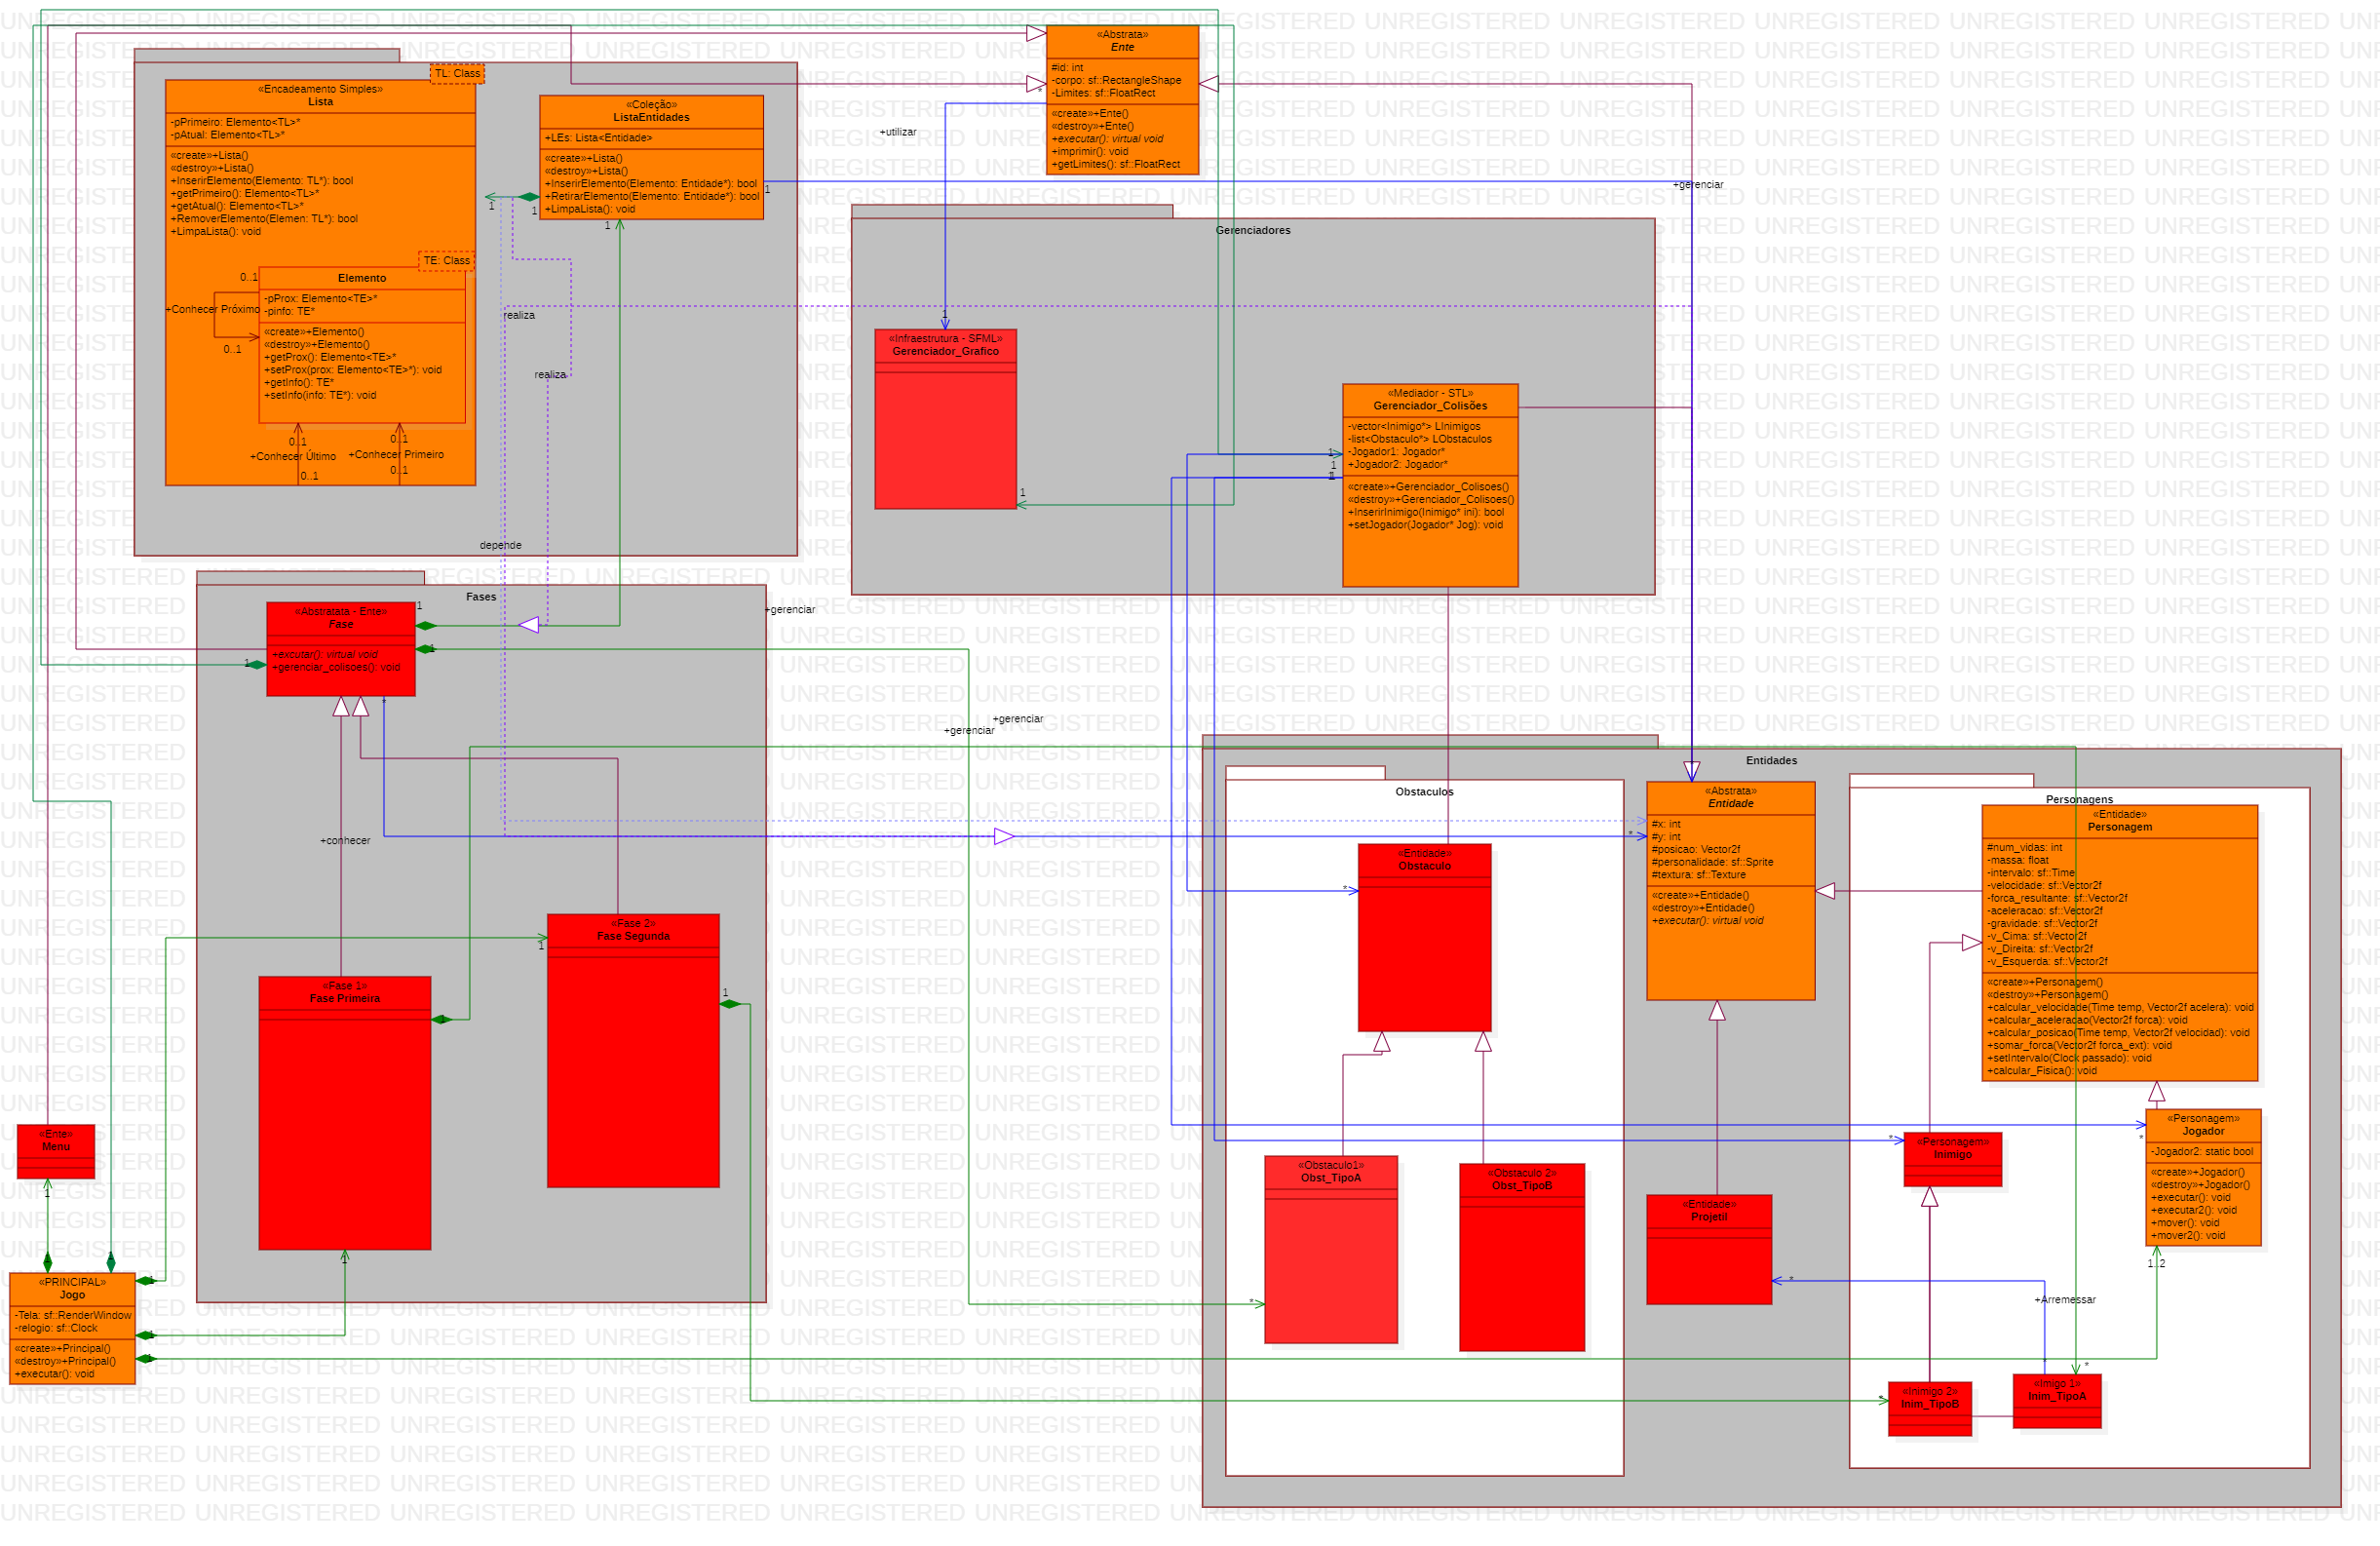 TL: Class
«Encadeamento Simples»
Lista
-pPrimeiro: Elemento<TL>*
-pAtual: Elemento<TL>*
«create»+Lista()
«destroy»+Lista()
+InserirElemento(Elemento: TL*): bool
+getPrimeiro(): Elemento<TL>*
+getAtual(): Elemento<TL>*
+RemoverElemento(Elemen: TL*): bool
+LimpaLista(): void
TE: Class
Elemento
-pProx: Elemento<TE>*
-pinfo: TE*
«create»+Elemento()
«destroy»+Elemento()
+getProx(): Elemento<TE>*
+setProx(prox: Elemento<TE>*): void
+getInfo(): TE*
+setInfo(info: TE*): void
0..1
+Conhecer Próximo
0..1
0..1
+Conhecer Último
0..1
0..1
+Conhecer Primeiro
0..1
«Coleção»
ListaEntidades
+LEs: Lista<Entidade>
«create»+Lista()
«destroy»+Lista()
+InserirElemento(Elemento: Entidade*): bool
+RetirarElemento(Elemento: Entidade*): bool
+LimpaLista(): void
1
1
1
1
realiza
realiza
depende
«Abstrata»
Ente
#id: int
-corpo: sf::RectangleShape
-Limites: sf::FloatRect
«create»+Ente()
«destroy»+Ente()
+executar(): virtual void
+imprimir(): void
+getLimites(): sf::FloatRect
*
+utilizar
+gerenciar
Gerenciadores
1
«Infraestrutura - SFML»
Gerenciador_Grafico
1
«Mediador - STL»
Gerenciador_Colisões
-vector<Inimigo*> LInimigos
-list<Obstaculo*> LObstaculos
-Jogador1: Jogador*
+Jogador2: Jogador*
«create»+Gerenciador_Colisoes()
«destroy»+Gerenciador_Colisoes()
+InserirInimigo(Inimigo* ini): bool
+setJogador(Jogador* Jog): void
1
1
1
Fases
«Abstratata - Ente»
Fase
+excutar(): virtual void
+gerenciar_colisoes(): void
1
1
1
*
+gerenciar
+gerenciar
+gerenciar
+conhecer
«Fase 2»
Fase Segunda
1
1
«Fase 1»
Fase Primeira
1
1
«Ente»
Menu
1
«PRINCIPAL»
Jogo
-Tela: sf::RenderWindow
-relogio: sf::Clock
«create»+Principal()
«destroy»+Principal()
+executar(): void
1
1
1
1
1
Entidades
Obstaculos
«Entidade»
Obstaculo
*
«Obstaculo1»
Obst_TipoA
*
«Obstaculo 2»
Obst_TipoB
«Abstrata»
Entidade
#x: int
#y: int
#posicao: Vector2f
#personalidade: sf::Sprite
#textura: sf::Texture
«create»+Entidade()
«destroy»+Entidade()
+executar(): virtual void
*
«Entidade»
Projetil
*
+Arremessar
*
Personagens
«Entidade»
Personagem
#num_vidas: int
-massa: float
-intervalo: sf::Time
-velocidade: sf::Vector2f
-forca_resultante: sf::Vector2f
-aceleracao: sf::Vector2f
-gravidade: sf::Vector2f
-v_Cima: sf::Vector2f
-v_Direita: sf::Vector2f
-v_Esquerda: sf::Vector2f
«create»+Personagem()
«destroy»+Personagem()
+calcular_velocidade(Time temp, Vector2f acelera): void
+calcular_aceleracao(Vector2f forca): void
+calcular_posicao(Time temp, Vector2f velocidad): void
+somar_forca(Vector2f forca_ext): void
+setIntervalo(Clock passado): void
+calcular_Fisica(): void
«Personagem»
Jogador
-Jogador2: static bool
«create»+Jogador()
«destroy»+Jogador()
+executar(): void
+executar2(): void
+mover(): void
+mover2(): void
*
1..2
«Personagem»
Inimigo
*
«Inimigo 2»
Inim_TipoB
*
«Imigo 1»
Inim_TipoA
*
UNREGISTERED